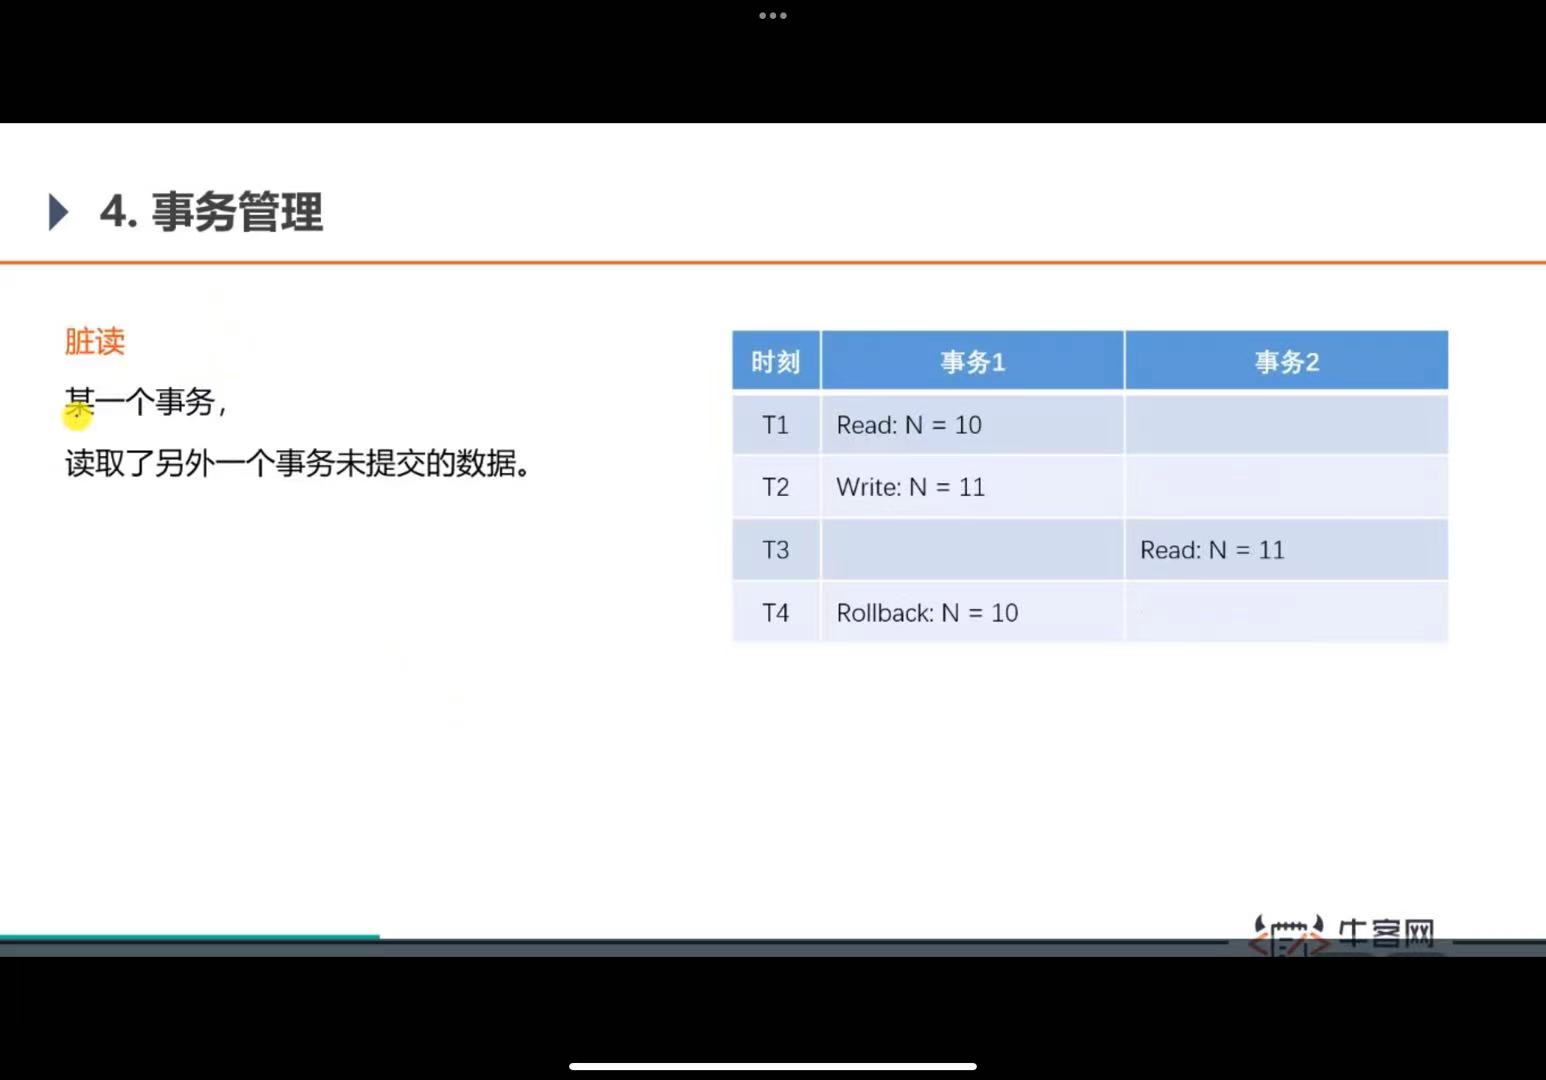 4. 事务管理
脏读
某一个事务，
读取了另外一个事务未提交的数据。
时刻 事务1 事务2
T1 Read: N = 10
T2 Write: N = 11
T3 Read: N = 11
T4 Rollback: N = 10
牛客网